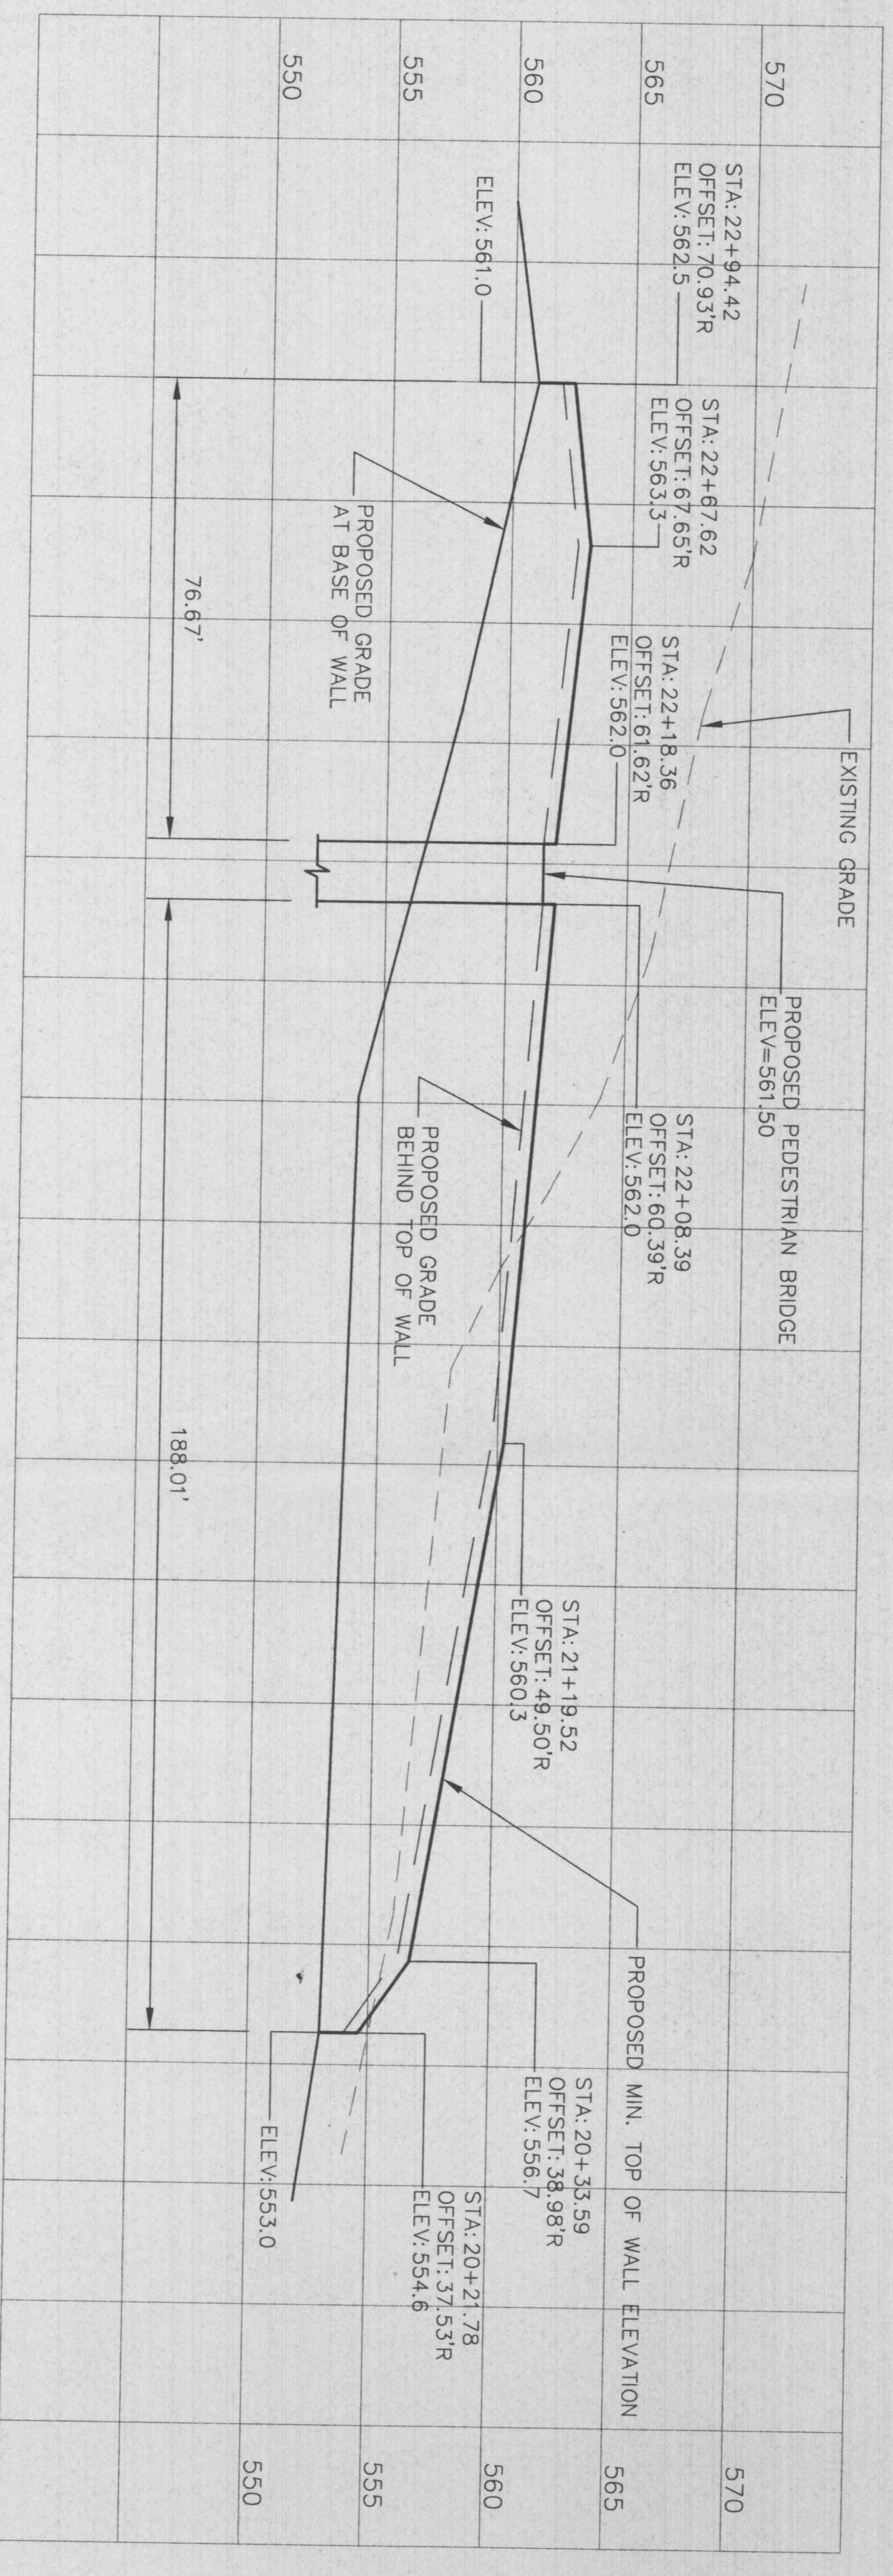 570
565
560
555
550
STA: 22+94.42
OFFSET: 70.93'R
ELEV: 562.5
ELEV: 561.0
STA: 22+67.62
OFFSET: 67.65'R
ELEV: 563.3
PROPOSED GRADE
AT BASE OF WALL
76.67'
STA: 22+18.36
OFFSET: 61.62'R
ELEV: 562.0
EXISTING GRADE
PROPOSED PEDESTRIAN BRIDGE
ELEV=561.50
STA: 22+08.39
OFFSET: 60.39'R
ELEV: 562.0
PROPOSED GRADE
BEHIND TOP OF WALL
188.01'
STA: 21+19.52
OFFSET: 49.50'R
ELEV: 560.3
PROPOSED MIN. TOP OF WALL ELEVATION
STA: 20+33.59
OFFSET: 38.98'R
ELEV: 556.7
STA: 20+21.78
OFFSET: 37.53'R
ELEV: 554.6
ELEV: 553.0
570
565
560
555
550